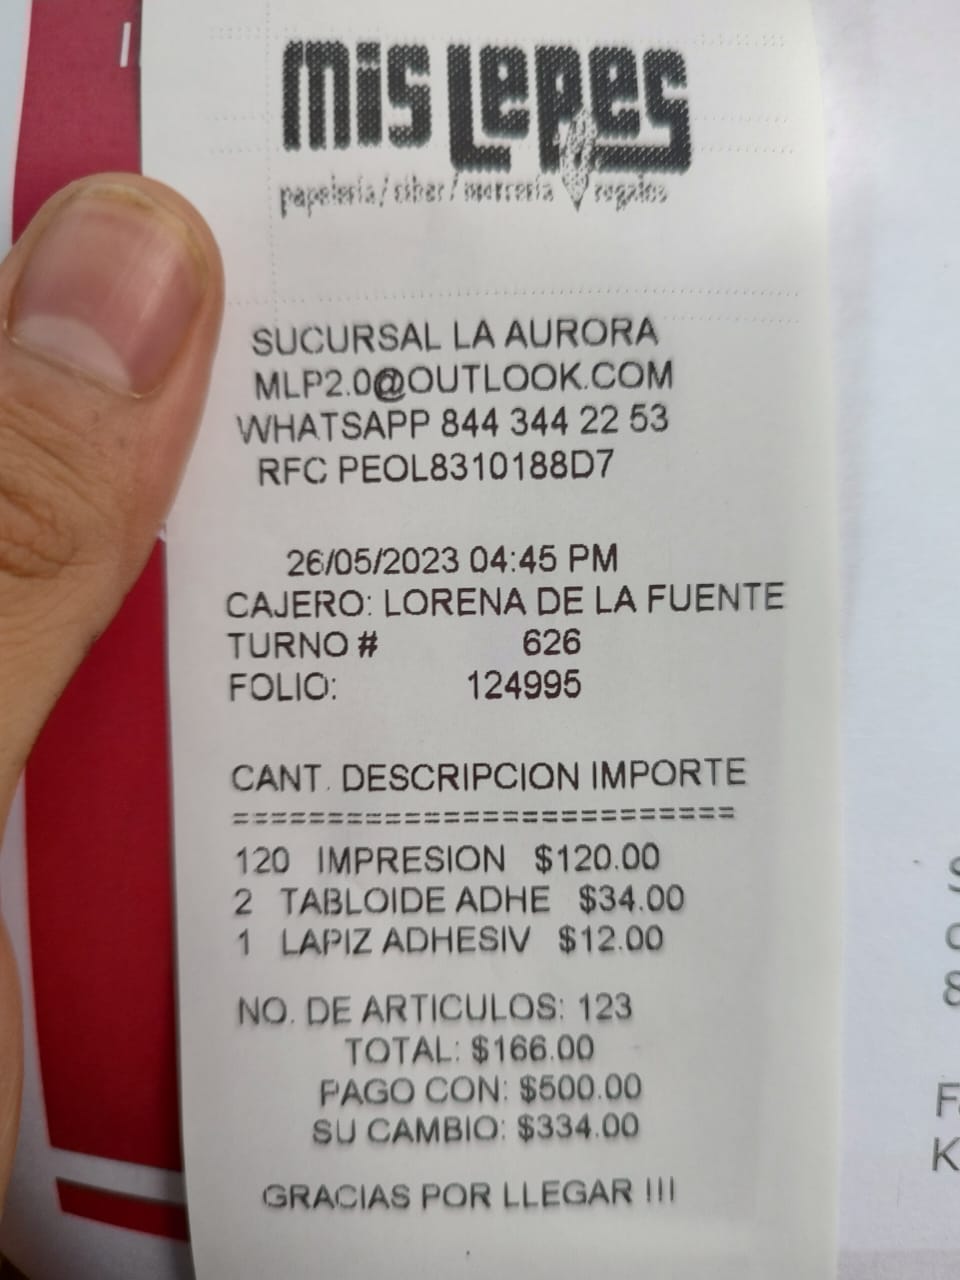 mis Lepes
papelería/ciber/mercería regalos
SUCURSAL LA AURORA
MLP2.0@OUTLOOK.COM
WHATSAPP 844 344 22 53
RFC PEOL8310188D7
26/05/2023 04:45 PM
CAJERO: LORENA DE LA FUENTE
TURNO # 626
FOLIO: 124995
CANT. DESCRIPCION IMPORTE
===========================
120 IMPRESION $120.00
2 TABLOIDE ADHE $34.00
1 LAPIZ ADHESIV $12.00
NO. DE ARTICULOS: 123
TOTAL: $166.00
PAGO CON: $500.00
SU CAMBIO: $334.00
GRACIAS POR LLEGAR !!!